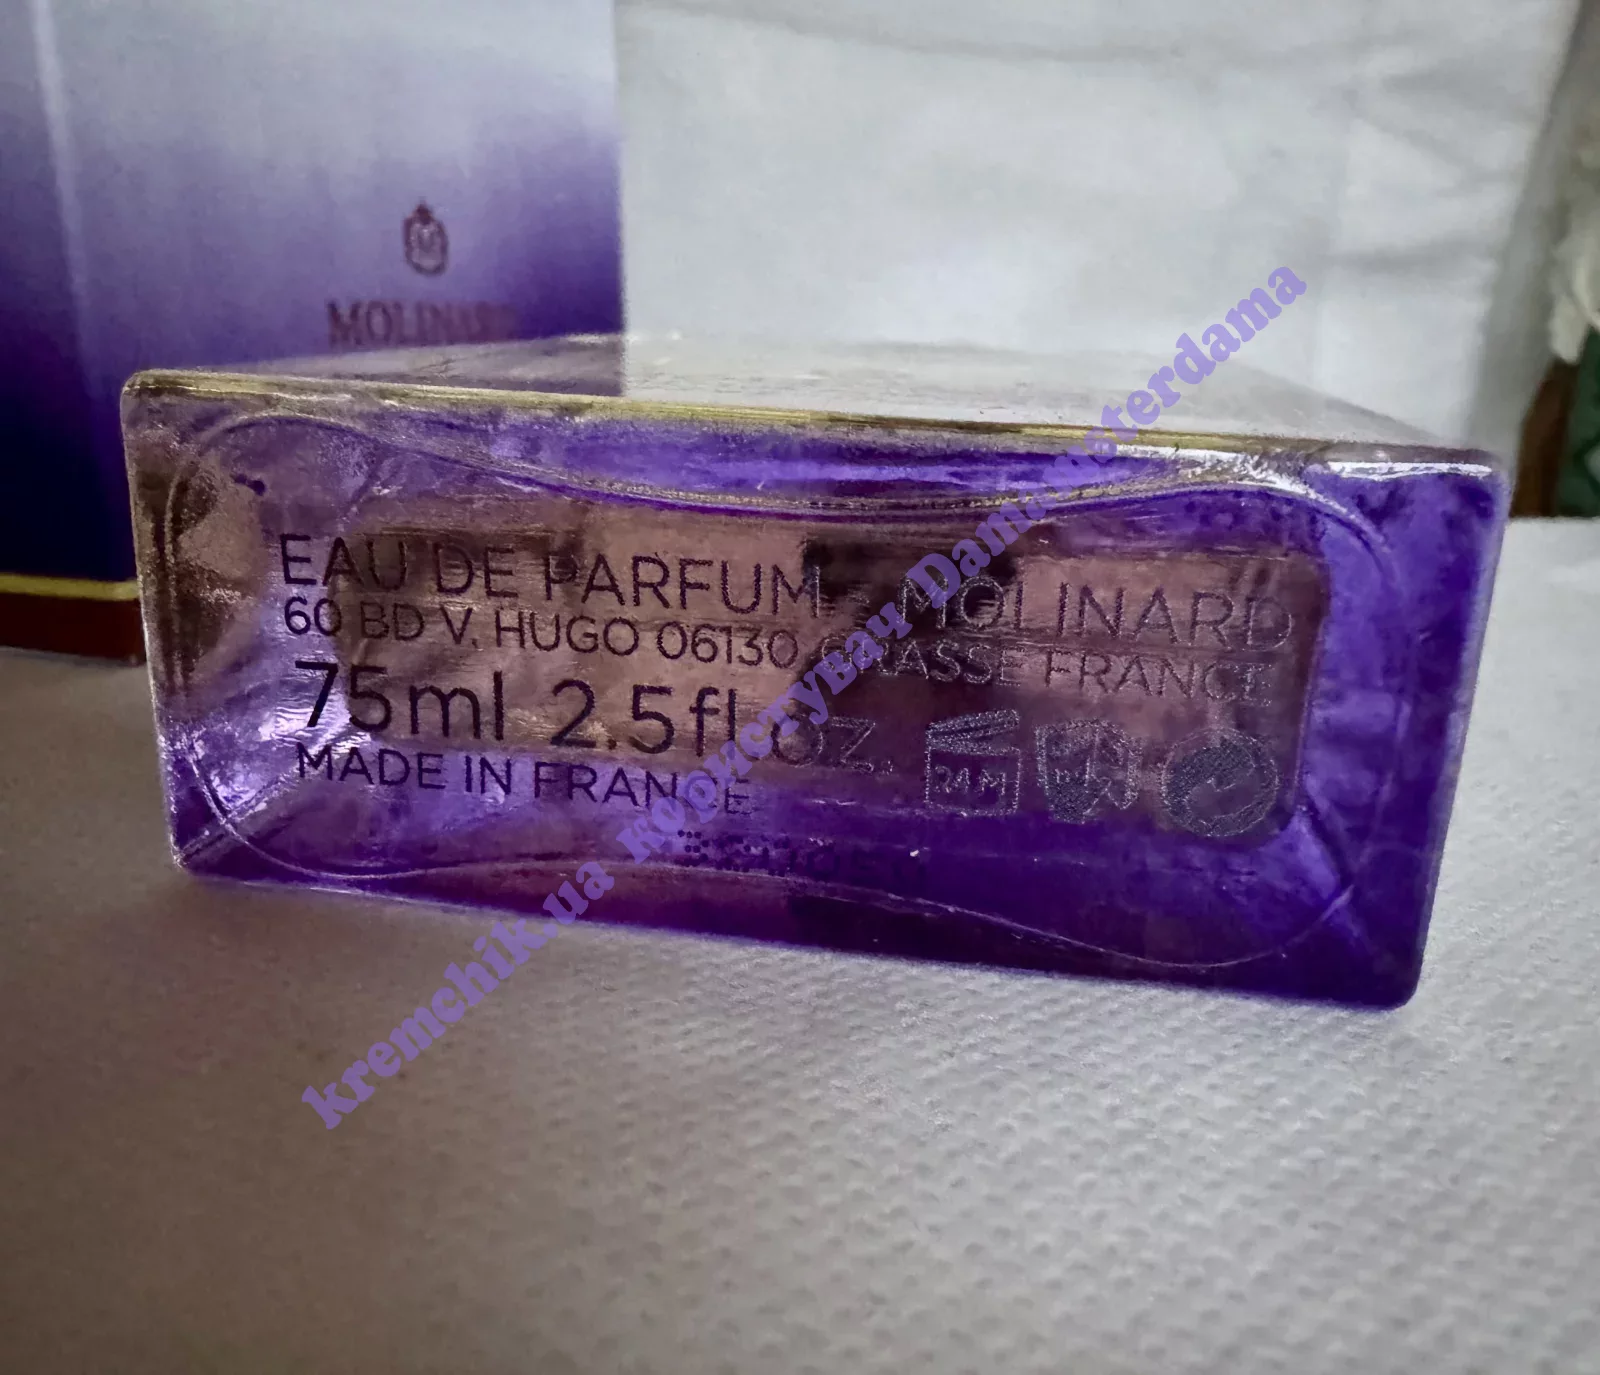 MOLINARD
EAU DE PARFUM - MOLINARD
60 BD V. HUGO 06130 GRASSE FRANCE
75ml 2.5fl oz.
24M
MADE IN FRANCE
kremchik.ua користувач Damamsterdama